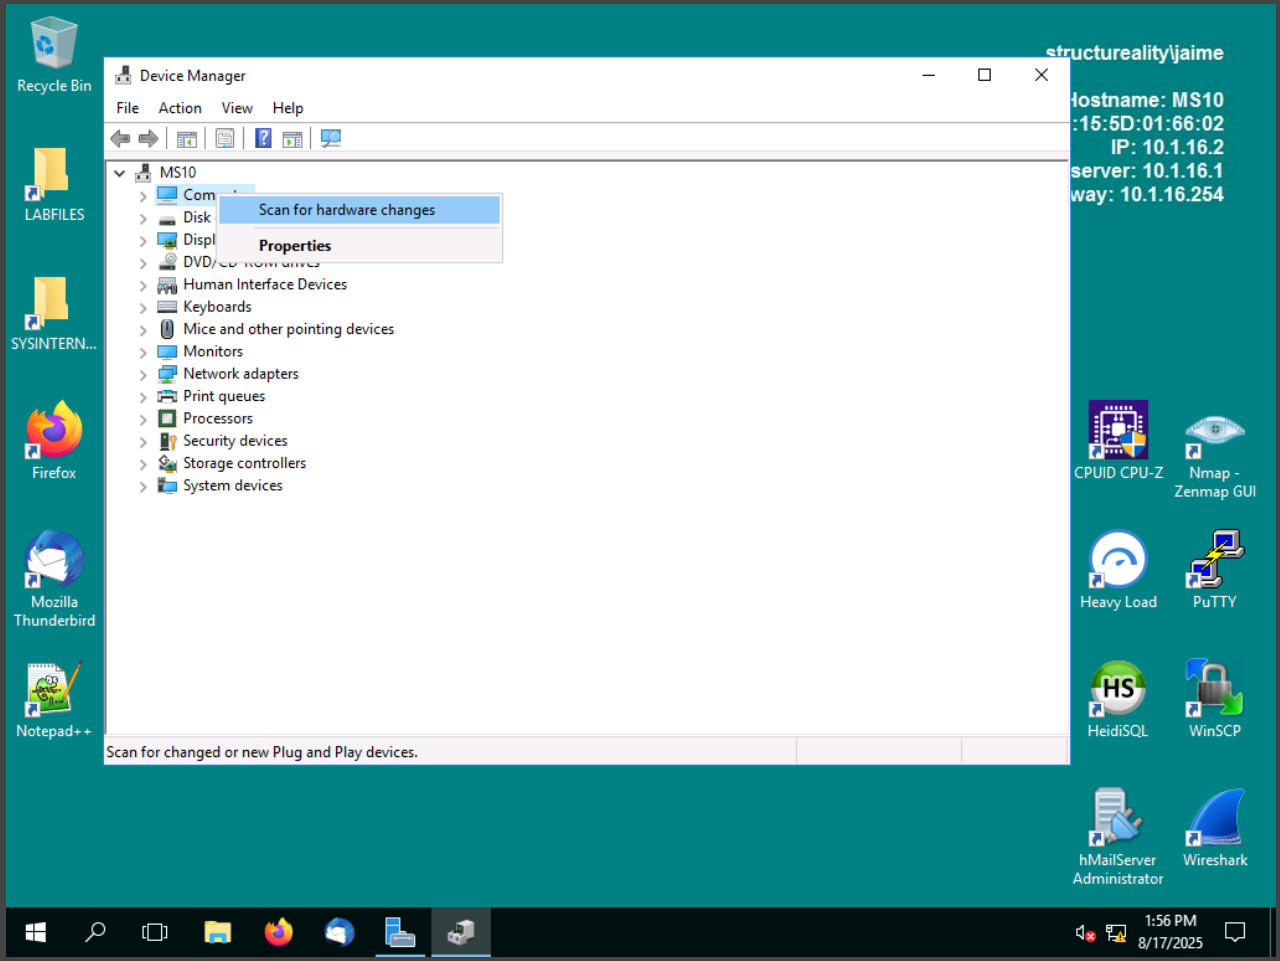 Recycle Bin
structureality\jaime
Device Manager
Hostname: MS10
File Action View Help
:15:5D:01:66:02
IP: 10.1.16.2
server: 10.1.16.1
way: 10.1.16.254
MS10
Scan for hardware changes
Disk
Displ
Properties
DVD/CD-ROM drives
Human Interface Devices
Keyboards
Mice and other pointing devices
Monitors
Network adapters
Print queues
Processors
Security devices
Storage controllers
System devices
LABFILES
SYSINTERN...
Firefox
Mozilla
Thunderbird
Notepad++
CPUID CPU-Z
Nmap -
Zenmap GUI
Heavy Load
PuTTY
HS
HeidiSQL
WinSCP
hMailServer
Administrator
Wireshark
Scan for changed or new Plug and Play devices.
1:56 PM
8/17/2025